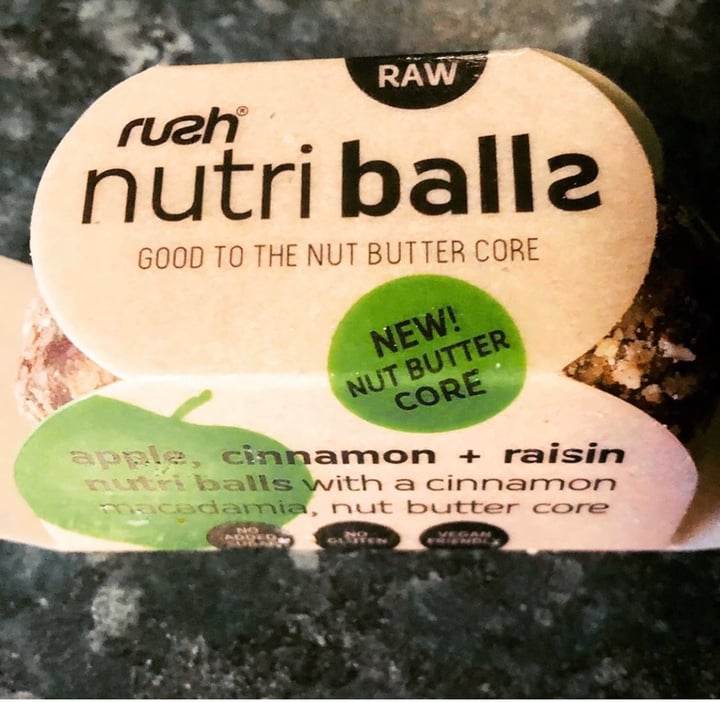 RAW
rush®
nutri balls
GOOD TO THE NUT BUTTER CORE
NEW!
NUT BUTTER
CORE
apple, cinnamon + raisin
nutri balls with a cinnamon
macadamia, nut butter core
NO
ADDED
SUGAR
NO
GLUTEN
VEGAN
FRIENDLY